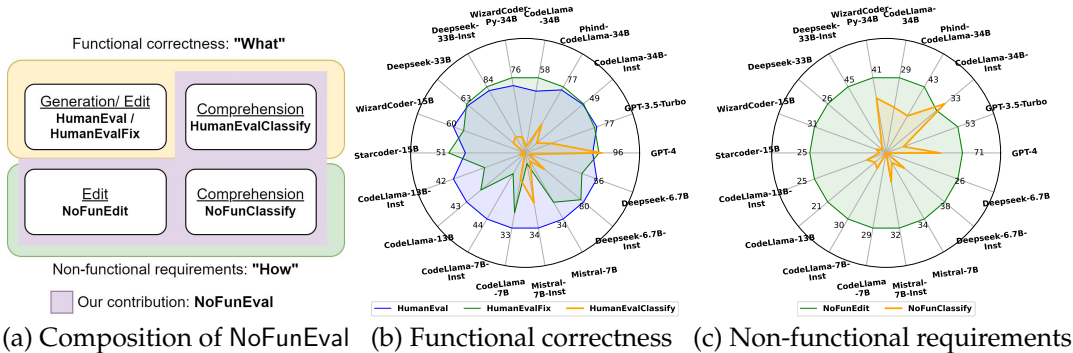 Functional correctness: "What"
Generation/ Edit
HumanEval /
HumanEvalFix
Comprehension
HumanEvalClassify
Edit
NoFunEdit
Comprehension
NoFunClassify
Non-functional requirements: "How"
Our contribution: NoFunEval
(a) Composition of NoFunEval
GPT-4
GPT-3.5-Turbo
CodeLlama-34B-
Inst
Phind-
CodeLlama-34B
CodeLlama
-34B
WizardCoder-
Py-34B
Deepseek-
33B-Inst
Deepseek-33B
WizardCoder-15B
Starcoder-15B
CodeLlama-13B-
Inst
CodeLlama-13B
CodeLlama-7B-
Inst
CodeLlama
-7B
Mistral-
7B-Inst
Mistral-7B
Deepseek-6.7B-
Inst
Deepseek-6.7B
96
77
49
77
58
76
84
63
60
51
42
43
44
33
34
34
80
36
HumanEval
HumanEvalFix
HumanEvalClassify
(b) Functional correctness
GPT-4
GPT-3.5-Turbo
CodeLlama-34B-
Inst
Phind-
CodeLlama-34B
CodeLlama-
34B
WizardCoder-
Py-34B
Deepseek-
33B-Inst
Deepseek-33B
WizardCoder-15B
Starcoder-15B
CodeLlama-13B-
Inst
CodeLlama-13B
CodeLlama-7B-
Inst
CodeLlama
-7B
Mistral-
7B-Inst
Mistral-7B
Deepseek-6.7B-
Inst
Deepseek-6.7B
71
53
33
43
29
41
45
31
26
25
25
21
30
29
32
34
38
26
NoFunEdit
NoFunClassify
(c) Non-functional requirements